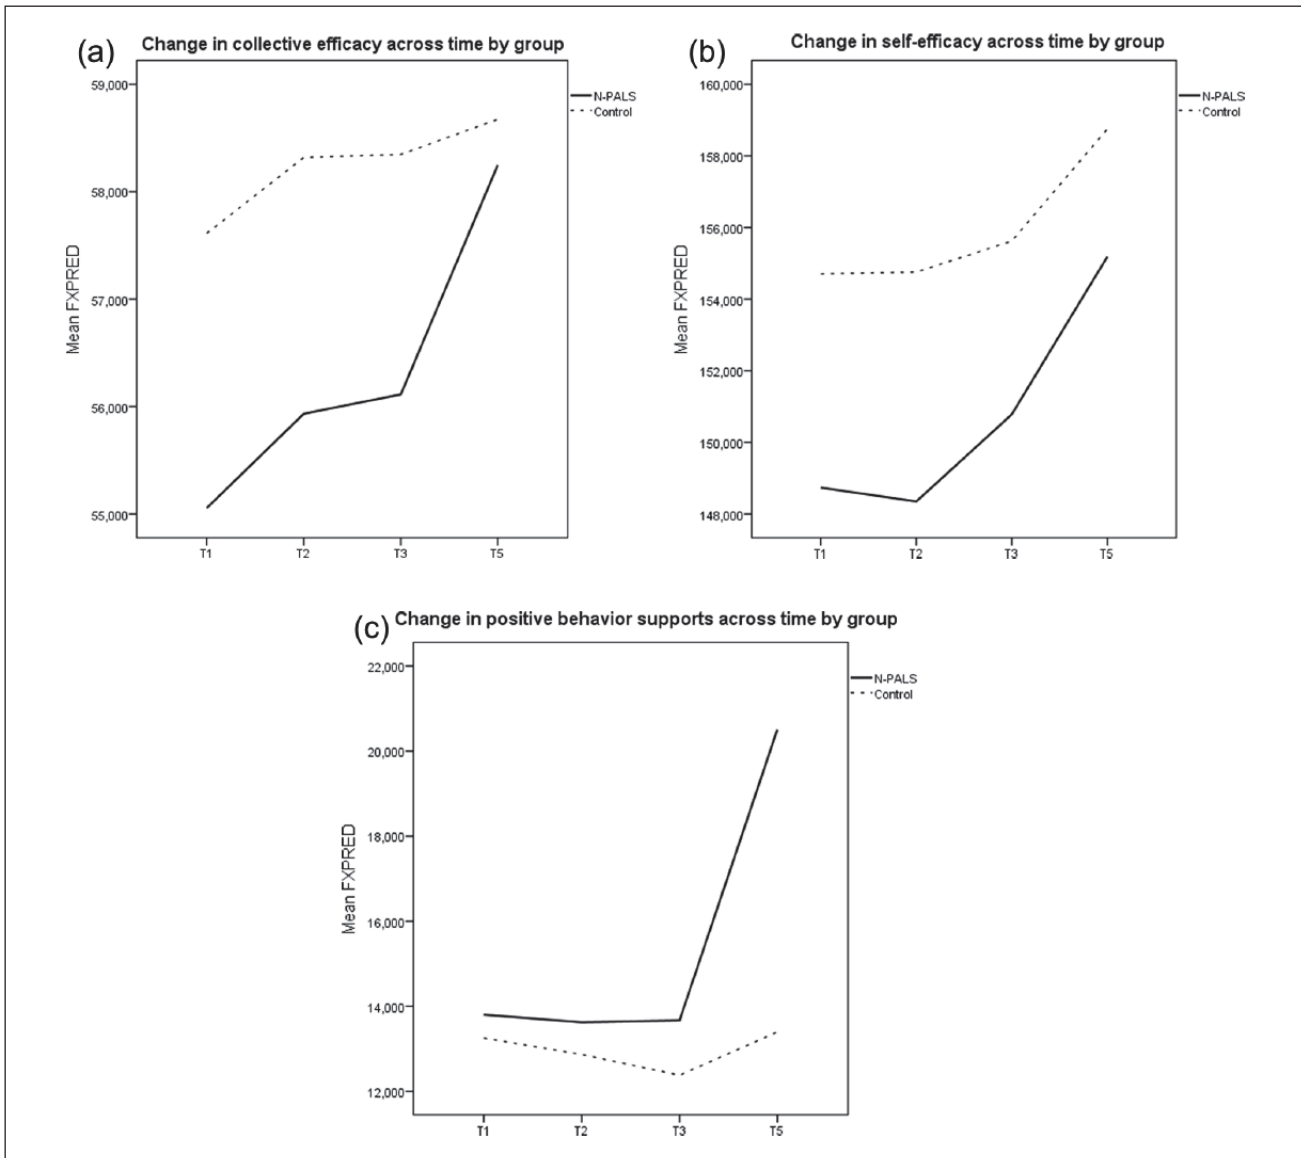 (a)
Change in collective efficacy across time by group
59,000
58,000
57,000
56,000
55,000
Mean FXPRED
T1 T2 T3 T5
N-PALS
Control
(b)
Change in self-efficacy across time by group
160,000
158,000
156,000
154,000
152,000
150,000
148,000
Mean FXPRED
T1 T2 T3 T5
N-PALS
Control
(c)
Change in positive behavior supports across time by group
22,000
20,000
18,000
16,000
14,000
12,000
Mean FXPRED
T1 T2 T3 T5
N-PALS
Control